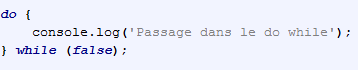 do {
    console.log('Passage dans le do while');
} while (false);